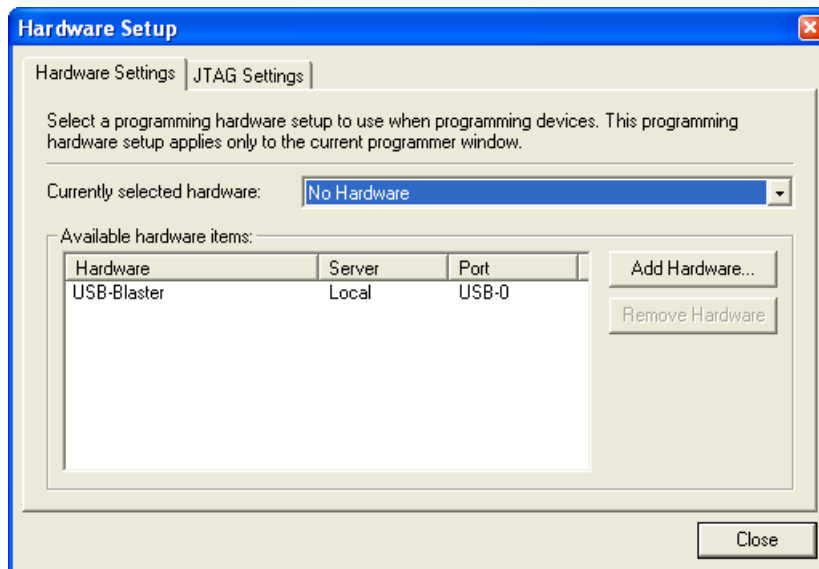 Hardware Setup
Hardware Settings JTAG Settings
Select a programming hardware setup to use when programming devices. This programming
hardware setup applies only to the current programmer window.
Currently selected hardware: No Hardware
Available hardware items:
Hardware Server Port
USB-Blaster Local USB-0
Add Hardware...
Remove Hardware
Close